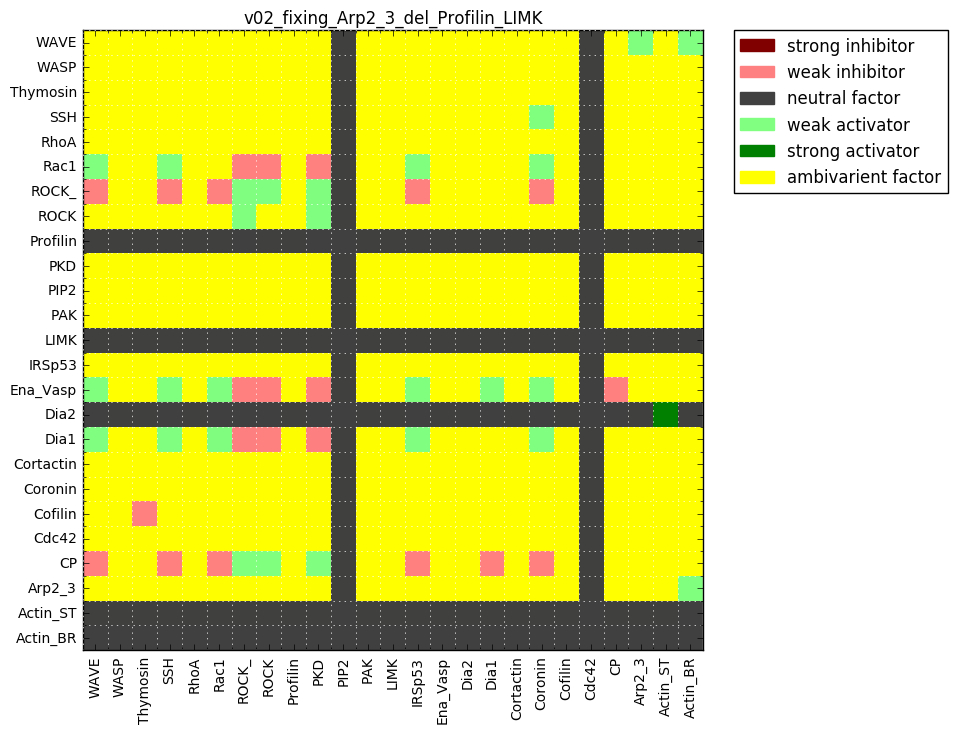 v02_fixing_Arp2_3_del_Profilin_LIMK
WAVE
WASP
Thymosin
SSH
RhoA
Rac1
ROCK_
ROCK
Profilin
PKD
PIP2
PAK
LIMK
IRSp53
Ena_Vasp
Dia2
Dia1
Cortactin
Coronin
Cofilin
Cdc42
CP
Arp2_3
Actin_ST
Actin_BR
WAVE
WASP
Thymosin
SSH
RhoA
Rac1
ROCK_
ROCK
Profilin
PKD
PIP2
PAK
LIMK
IRSp53
Ena_Vasp
Dia2
Dia1
Cortactin
Coronin
Cofilin
Cdc42
CP
Arp2_3
Actin_ST
Actin_BR
strong inhibitor
weak inhibitor
neutral factor
weak activator
strong activator
ambivarient factor